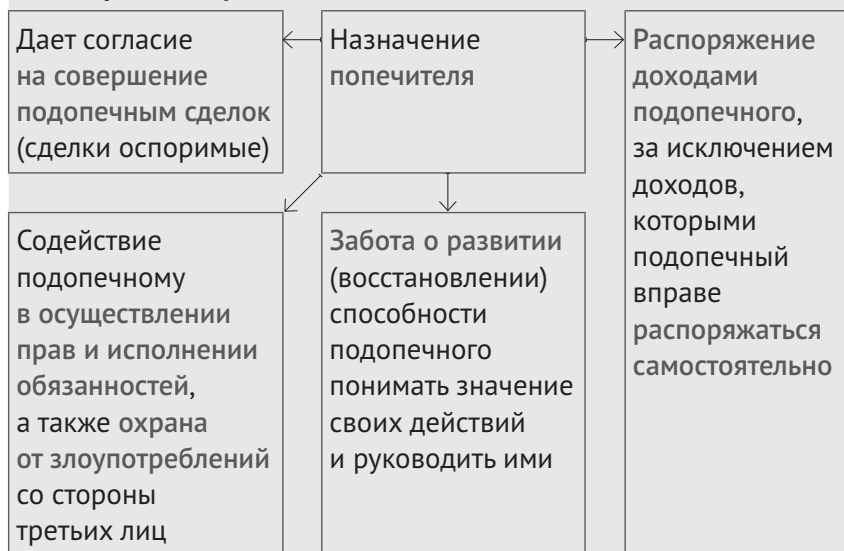 Дает согласие
на совершение
подопечным сделок
(сделки оспоримые)
Назначение
попечителя
Распоряжение
доходами
подопечного,
за исключением
доходов,
которыми
подопечный
вправе
распоряжаться
самостоятельно
Содействие
подопечному
в осуществлении
прав и исполнении
обязанностей,
а также охрана
от злоупотреблений
со стороны
третьих лиц
Забота о развитии
(восстановлении)
способности
подопечного
понимать значение
своих действий
и руководить ими